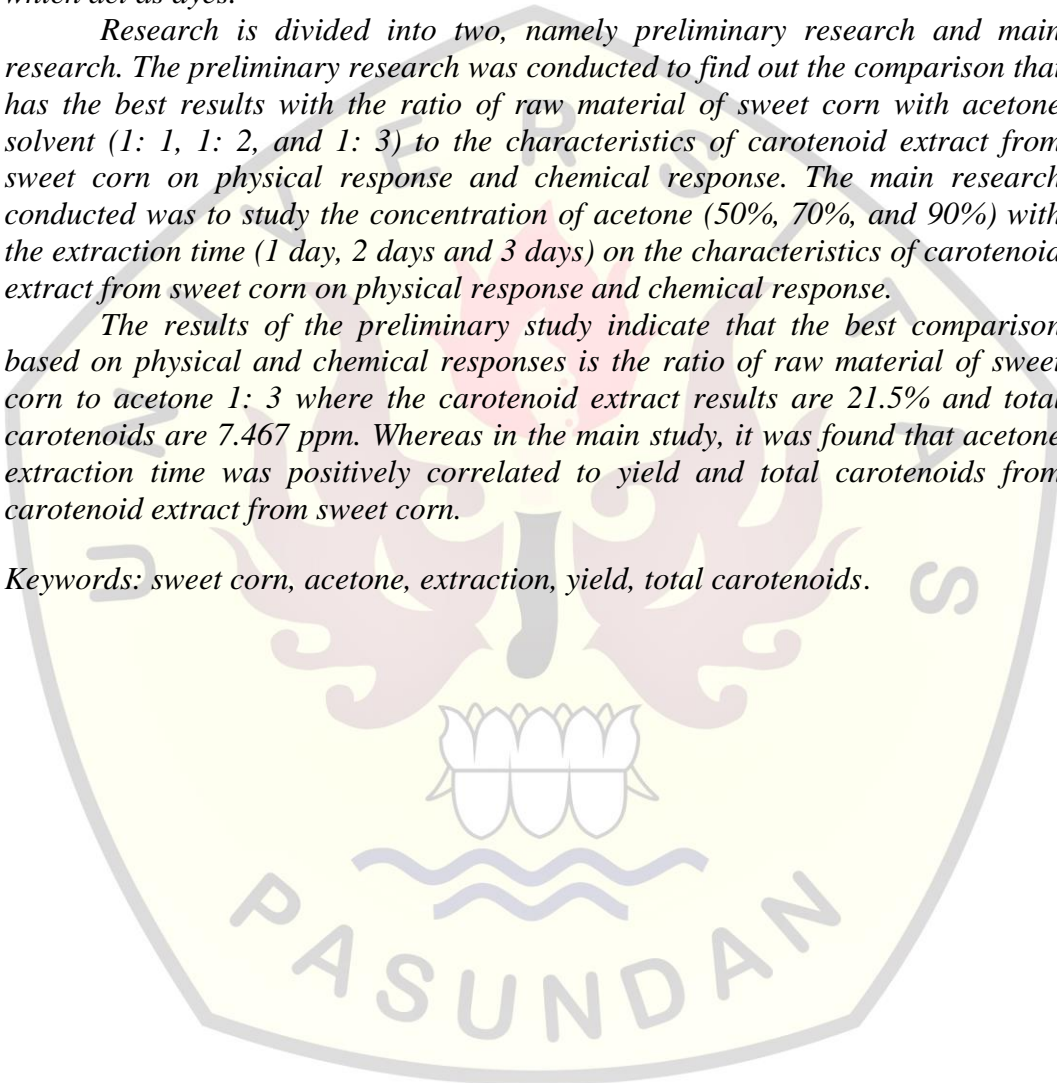 which act as dyes.
Research is divided into two, namely preliminary research and main
research. The preliminary research was conducted to find out the comparison that
has the best results with the ratio of raw material of sweet corn with acetone
solvent (1: 1, 1: 2, and 1: 3) to the characteristics of carotenoid extract from
sweet corn on physical response and chemical response. The main research
conducted was to study the concentration of acetone (50%, 70%, and 90%) with
the extraction time (1 day, 2 days and 3 days) on the characteristics of carotenoid
extract from sweet corn on physical response and chemical response.
The results of the preliminary study indicate that the best comparison
based on physical and chemical responses is the ratio of raw material of sweet
corn to acetone 1: 3 where the carotenoid extract results are 21.5% and total
carotenoids are 7.467 ppm. Whereas in the main study, it was found that acetone
extraction time was positively correlated to yield and total carotenoids from
carotenoid extract from sweet corn.
Keywords: sweet corn, acetone, extraction, yield, total carotenoids.
UNIVERSITAS
PASUNDAN